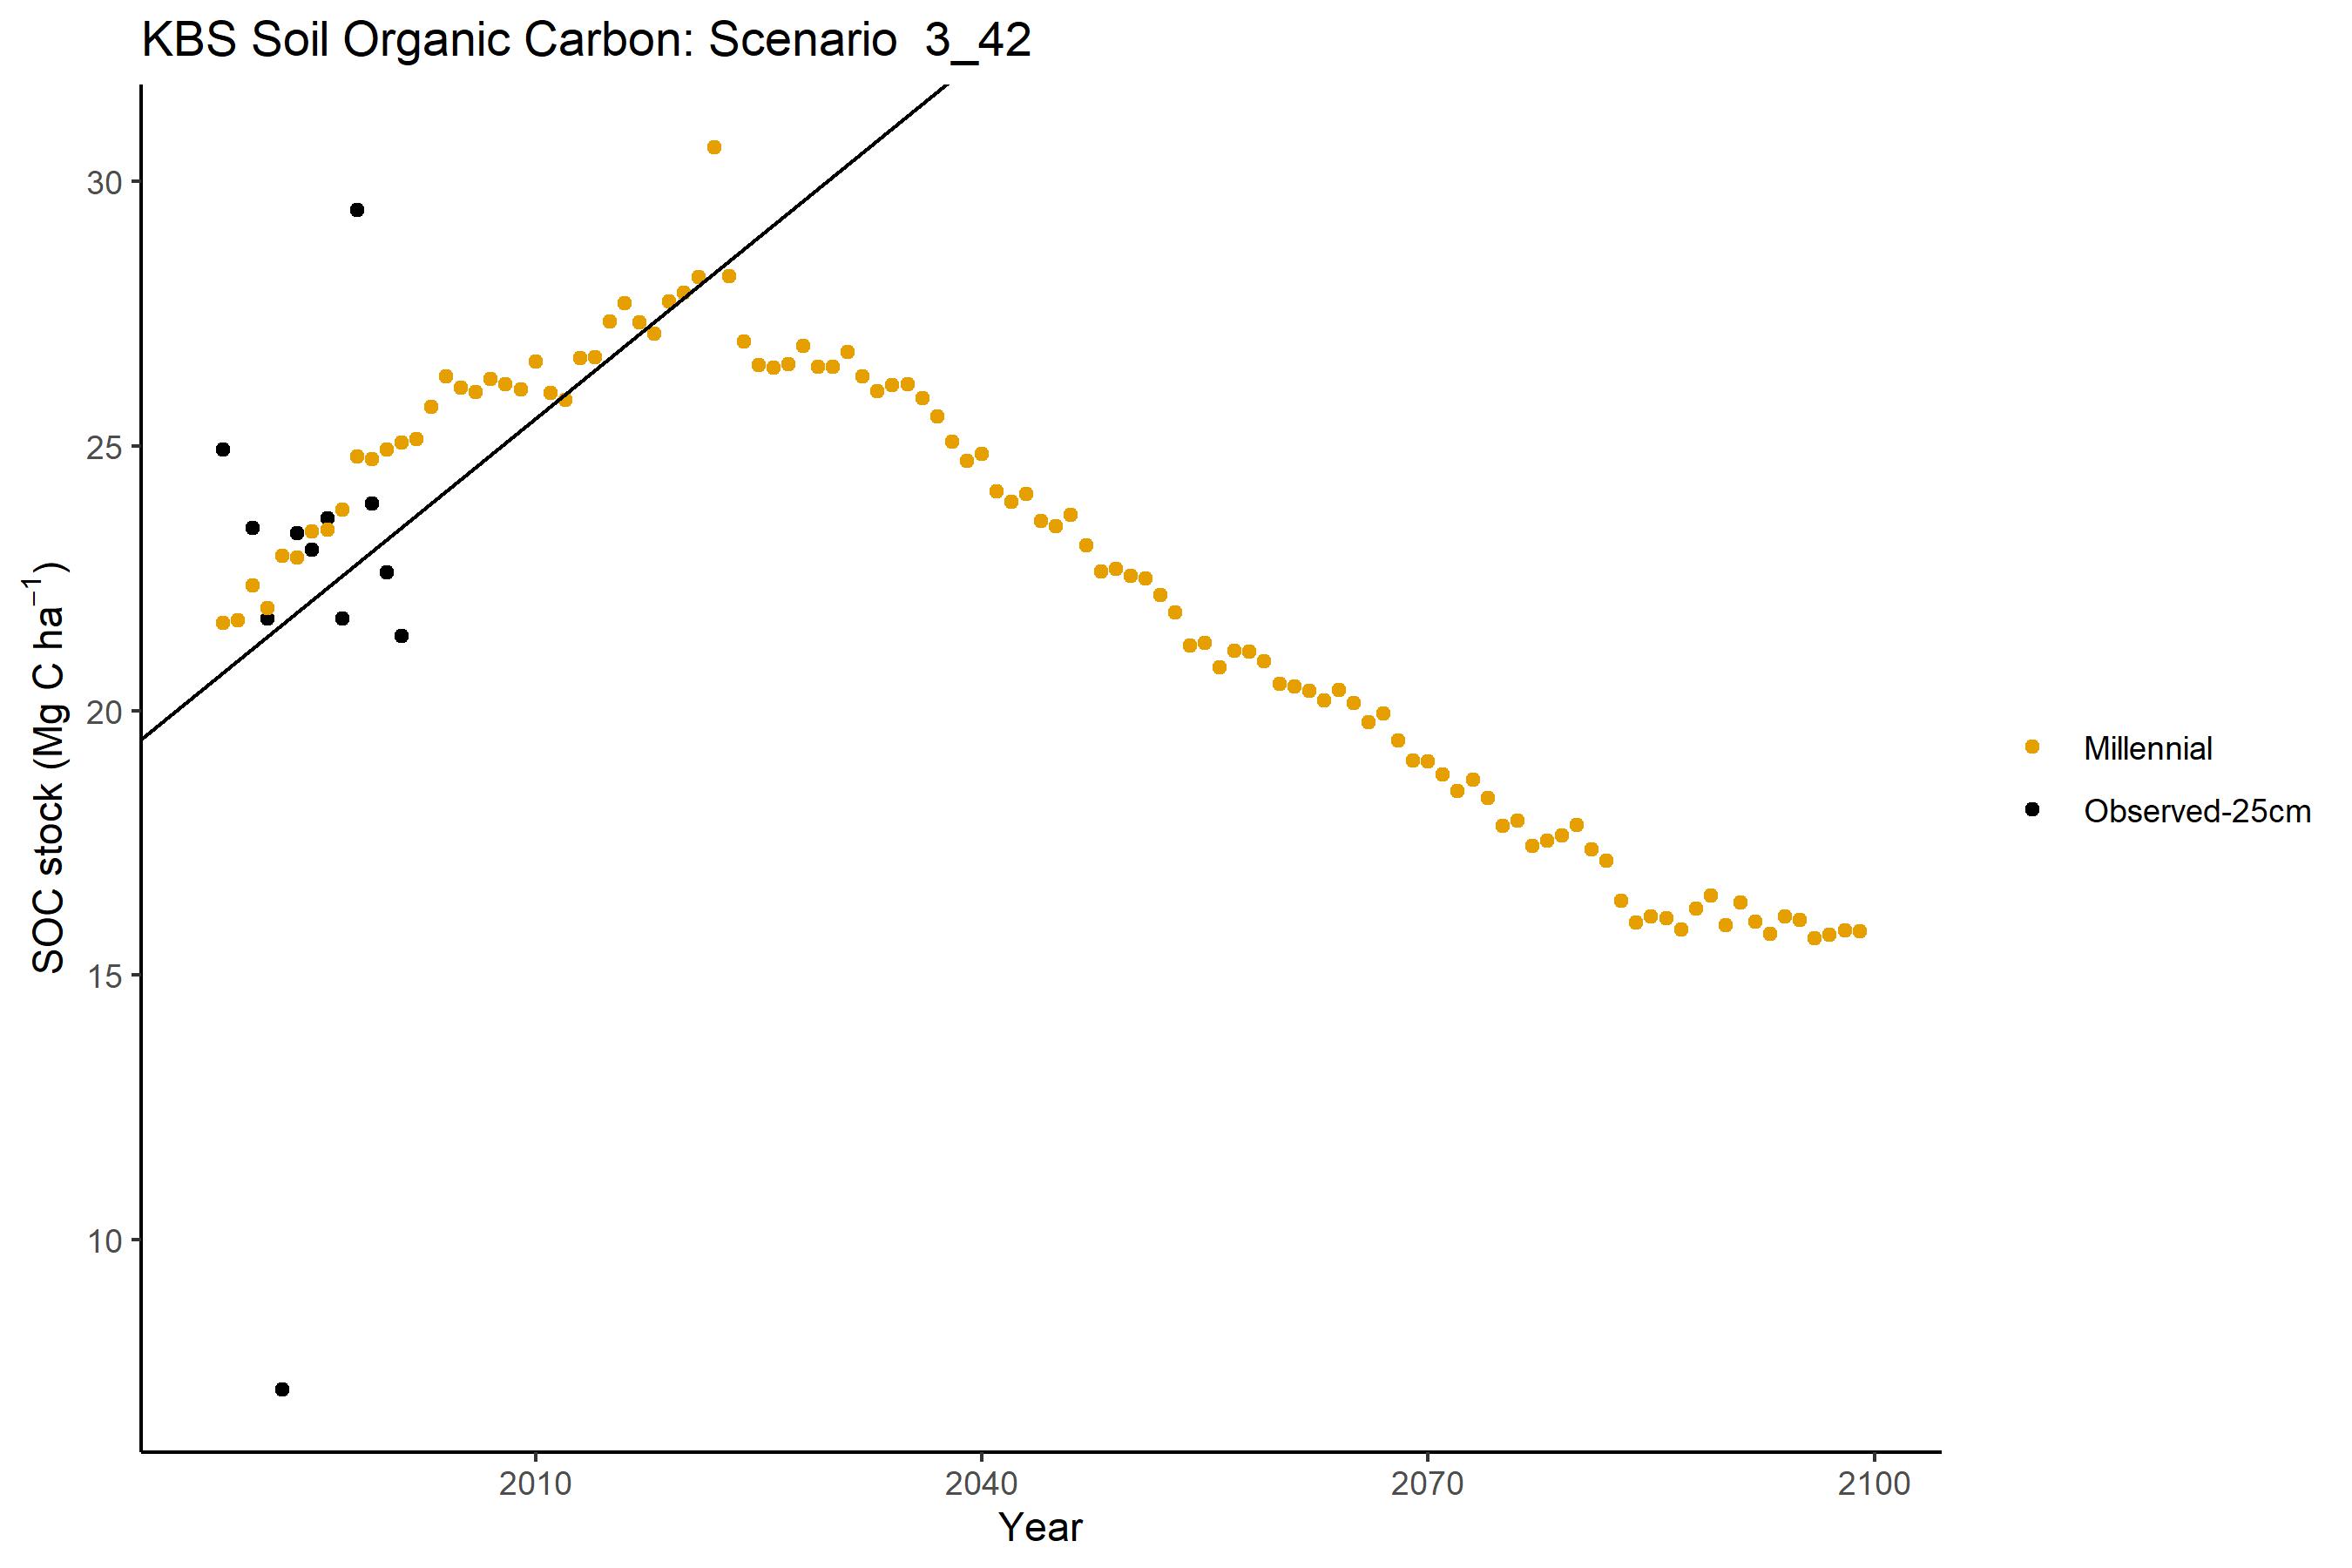 KBS Soil Organic Carbon: Scenario  3_42
SOC stock (Mg C ha⁻¹)
30
25
20
15
10
2010
2040
2070
2100
Year
Millennial
Observed-25cm